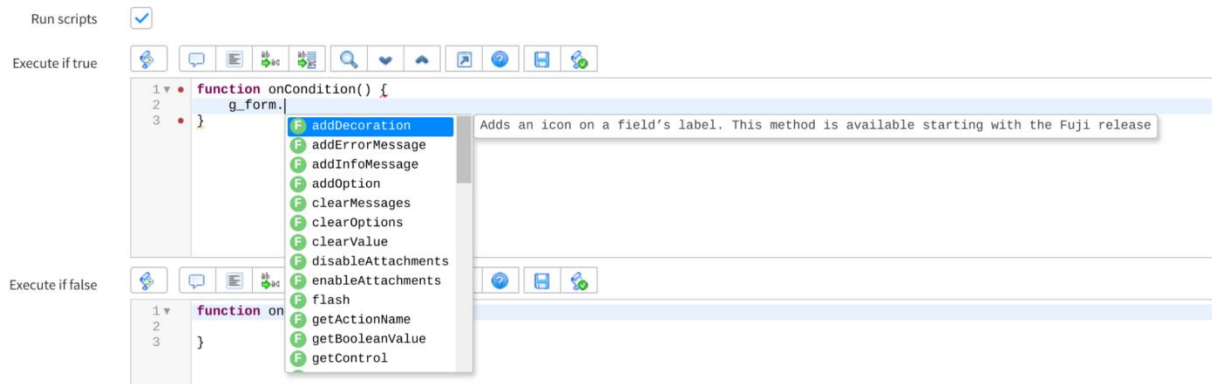 Run scripts
Execute if true
1 function onCondition() {
2 g_form.
3 }
F addDecoration
Adds an icon on a field's label. This method is available starting with the Fuji release
F addErrorMessage
F addInfoMessage
F addOption
F clearMessages
F clearOptions
F clearValue
F disableAttachments
F enableAttachments
F flash
F getActionName
F getBooleanValue
F getControl
Execute if false
1 function on
2
3 }